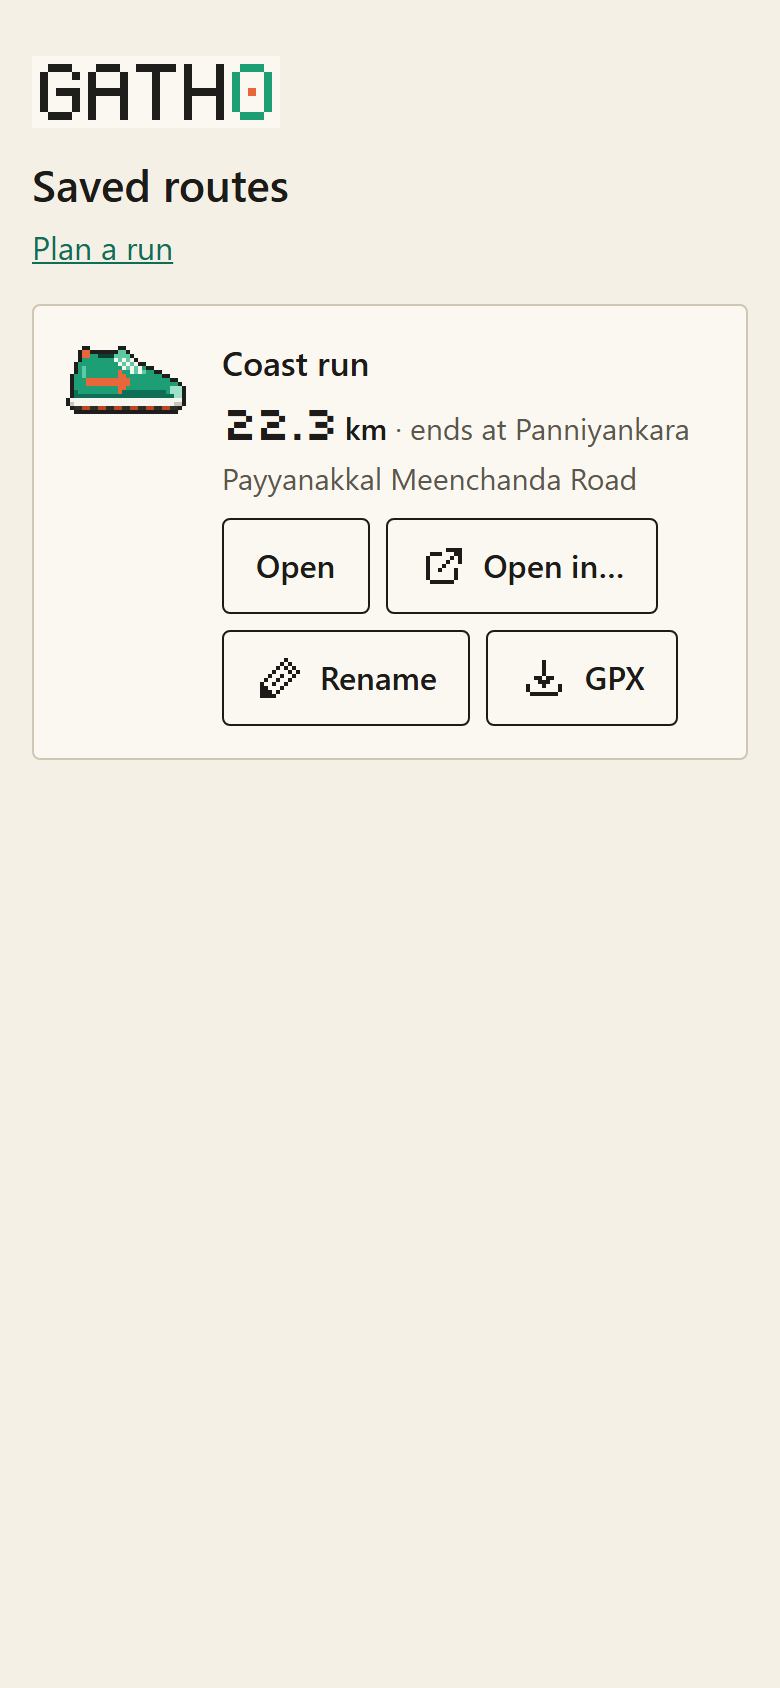 GATHO
Saved routes
Plan a run
Coast run
22.3 km · ends at Panniyankara
Payyanakkal Meenchanda Road
Open
Open in...
Rename
GPX